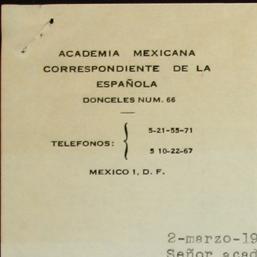 ACADEMIA MEXICANA
CORRESPONDIENTE DE LA
ESPAÑOLA
DONCELES NUM. 66
TELEFONOS:
5-21-55-71
5 10-22-67
MEXICO 1, D. F.
2-marzo-19
Señor acad